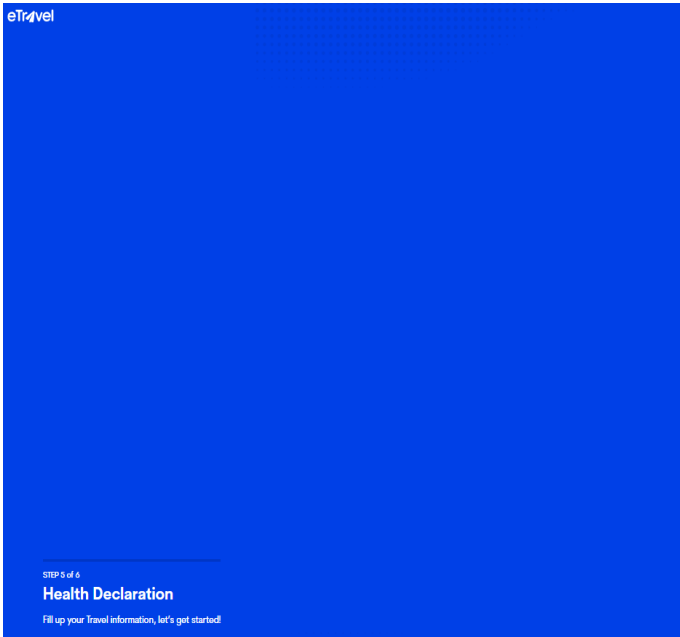 eTravel
STEP 5 of 6
Health Declaration
Fill up your Travel information, let's get started!